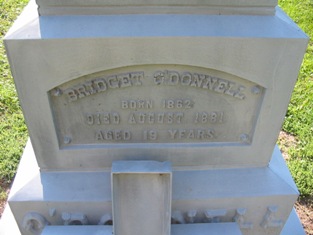 BRIDGET O'DONNELL
BORN 1862
DIED AUGUST 1881
AGED 19 YEARS.